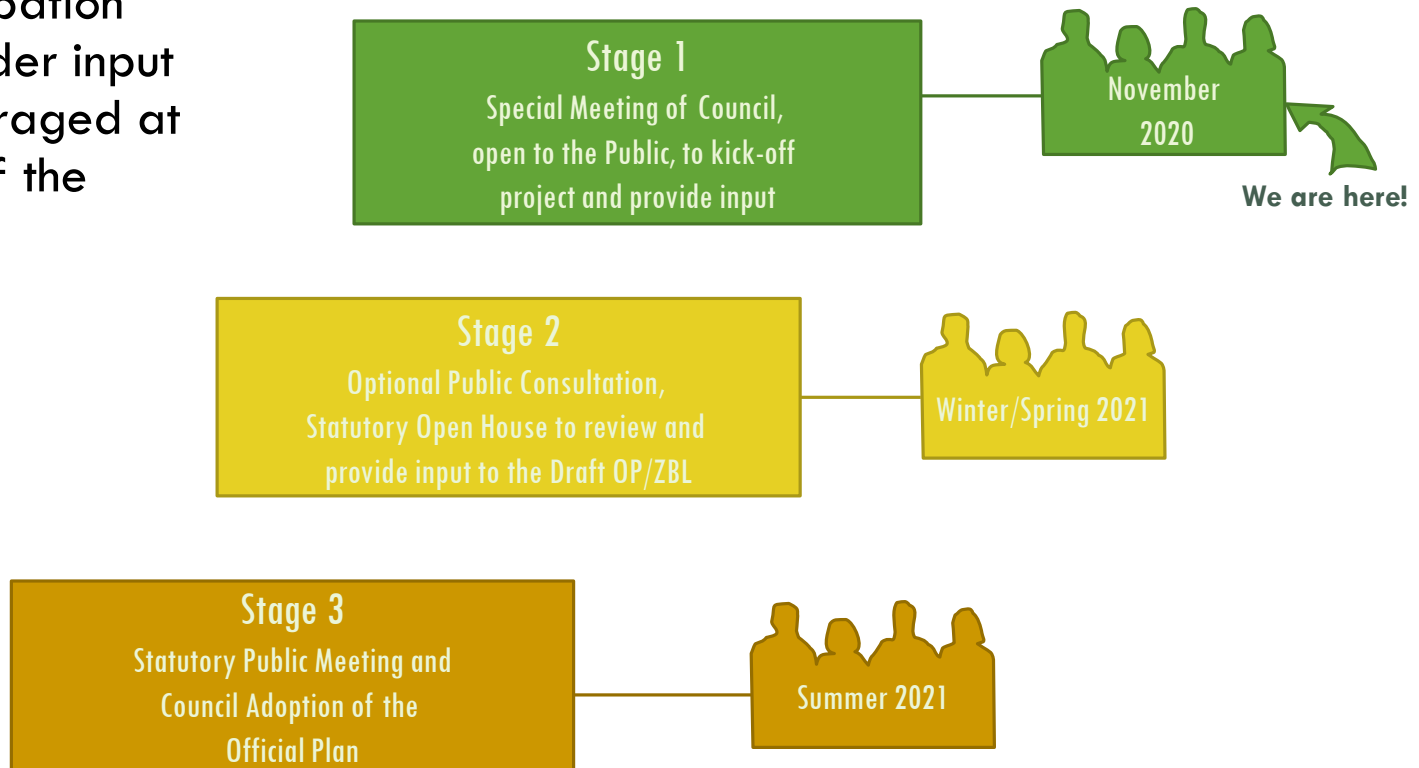 der input
raged at
f the
Stage 1
Special Meeting of Council,
open to the Public, to kick-off
project and provide input
November
2020
We are here!
Stage 2
Optional Public Consultation,
Statutory Open House to review and
provide input to the Draft OP/ZBL
Winter/Spring 2021
Stage 3
Statutory Public Meeting and
Council Adoption of the
Official Plan
Summer 2021